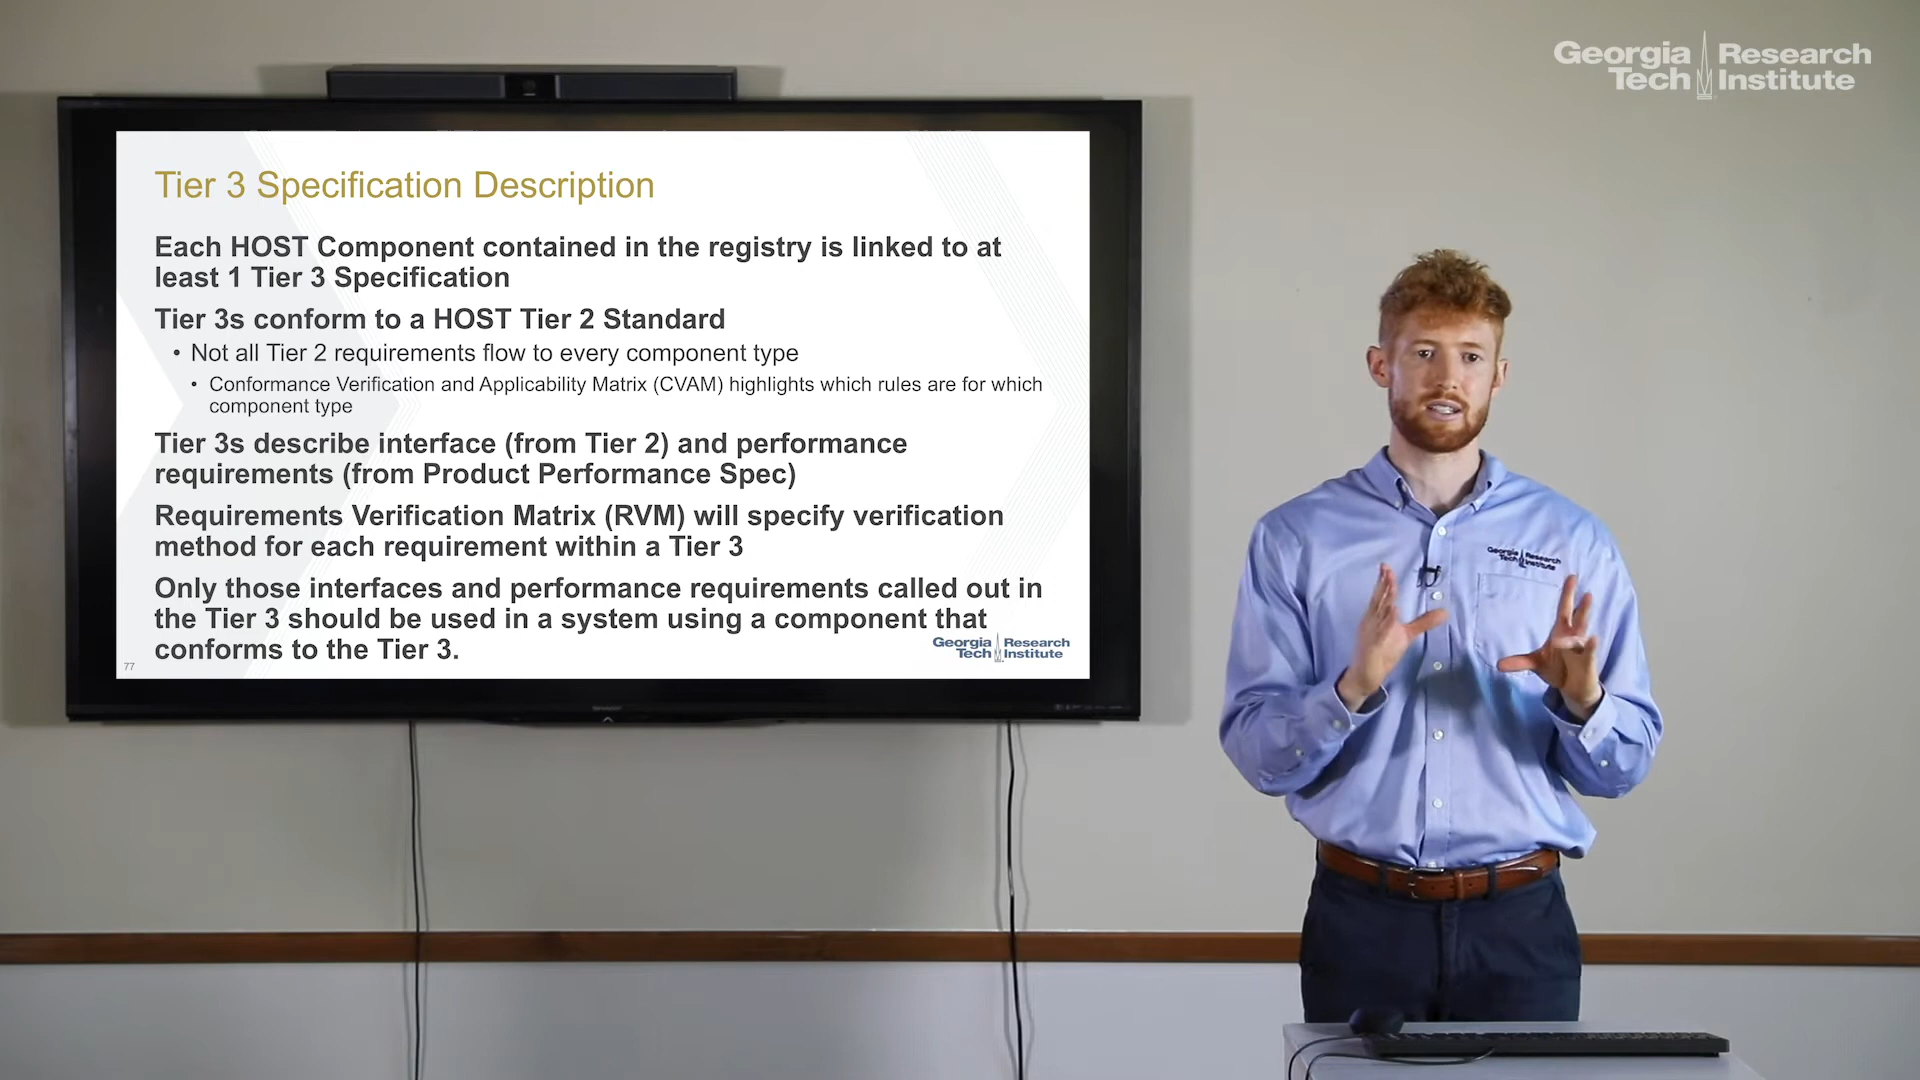 Georgia Research
Tech Institute
Tier 3 Specification Description
Each HOST Component contained in the registry is linked to at
least 1 Tier 3 Specification
Tier 3s conform to a HOST Tier 2 Standard
• Not all Tier 2 requirements flow to every component type
• Conformance Verification and Applicability Matrix (CVAM) highlights which rules are for which
component type
Tier 3s describe interface (from Tier 2) and performance
requirements (from Product Performance Spec)
Requirements Verification Matrix (RVM) will specify verification
method for each requirement within a Tier 3
Only those interfaces and performance requirements called out in
the Tier 3 should be used in a system using a component that
conforms to the Tier 3.
Georgia Research
Tech Institute
77
Georgia Research
Tech Institute